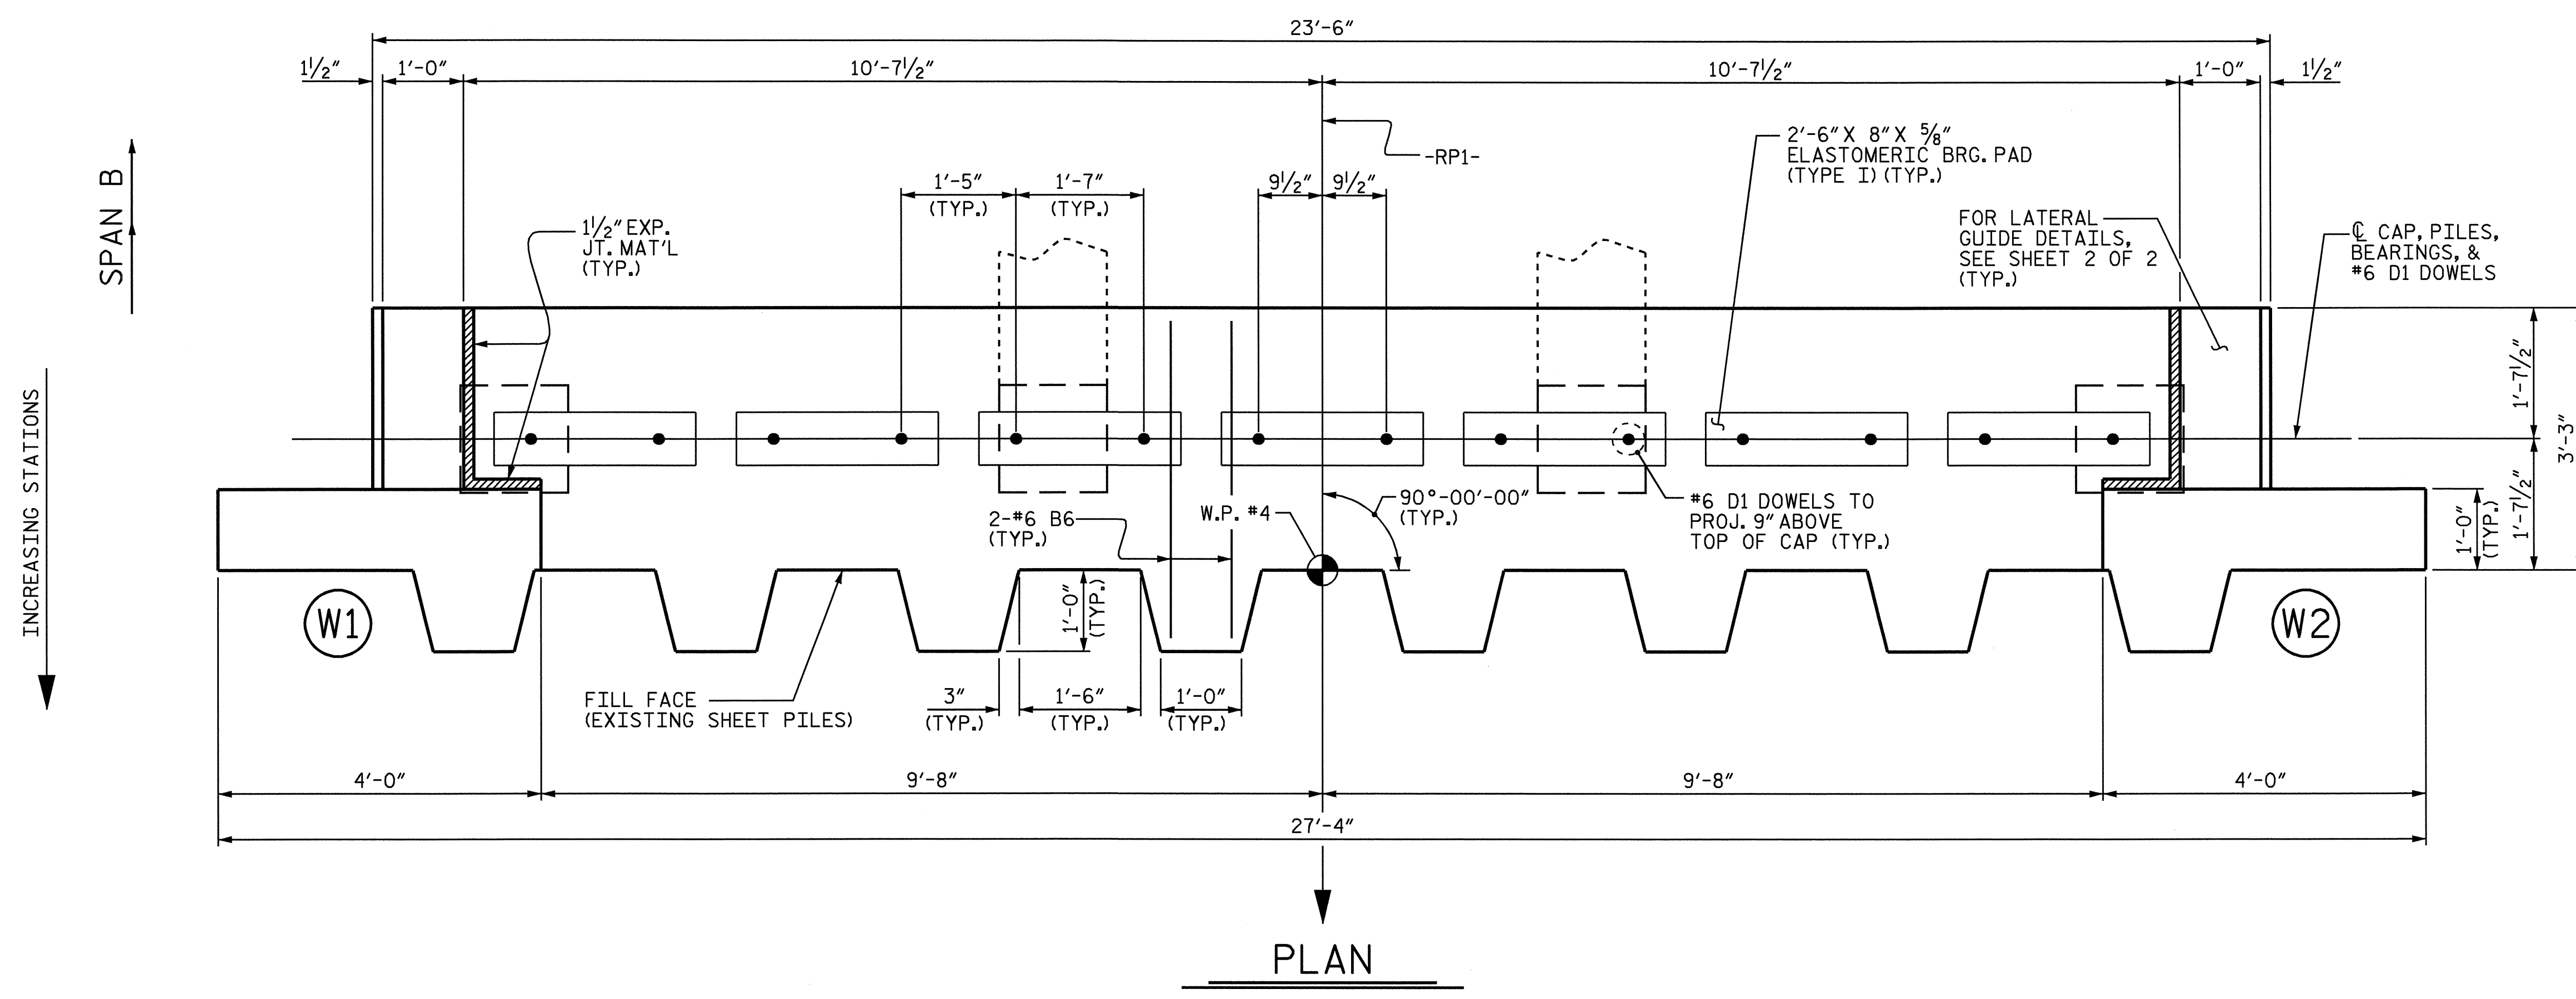 23'-6"
1½"
1'-0"
10'-7½"
10'-7½"
1'-0"
1½"
-RP1-
2'-6" X 8" X ⅝"
ELASTOMERIC BRG. PAD
(TYPE I) (TYP.)
SPAN B
1'-5"
(TYP.)
1'-7"
(TYP.)
9½"
9½"
1½" EXP.
JT. MAT'L
(TYP.)
FOR LATERAL
GUIDE DETAILS,
SEE SHEET 2 OF 2
(TYP.)
℄ CAP, PILES,
BEARINGS, &
#6 D1 DOWELS
INCREASING STATIONS
1'-7½"
3'-3"
1'-7½"
1'-0"
(TYP.)
2-#6 B6
(TYP.)
W.P. #4
90°-00'-00"
(TYP.)
#6 D1 DOWELS TO
PROJ. 9" ABOVE
TOP OF CAP (TYP.)
W1
1'-0"
(TYP.)
W2
FILL FACE
(EXISTING SHEET PILES)
3"
(TYP.)
1'-6"
(TYP.)
1'-0"
(TYP.)
4'-0"
9'-8"
9'-8"
4'-0"
27'-4"
PLAN